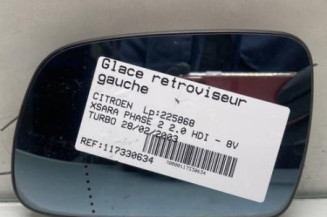 Glace retroviseur
gauche
CITROEN Lp:225868
XSARA PHASE 2 2.0 HDI - 8V
TURBO 28/02/2003
REF:117330634